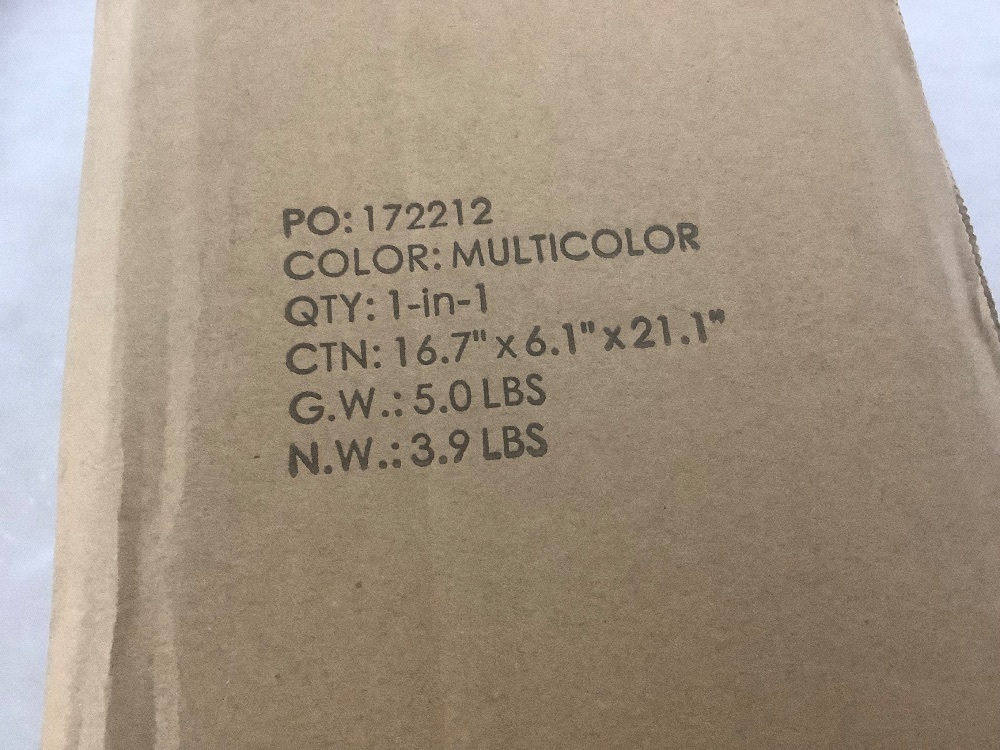 PO: 172212
COLOR: MULTICOLOR
QTY: 1-in-1
CTN: 16.7" x 6.1" x 21.1"
G.W.: 5.0 LBS
N.W.: 3.9 LBS